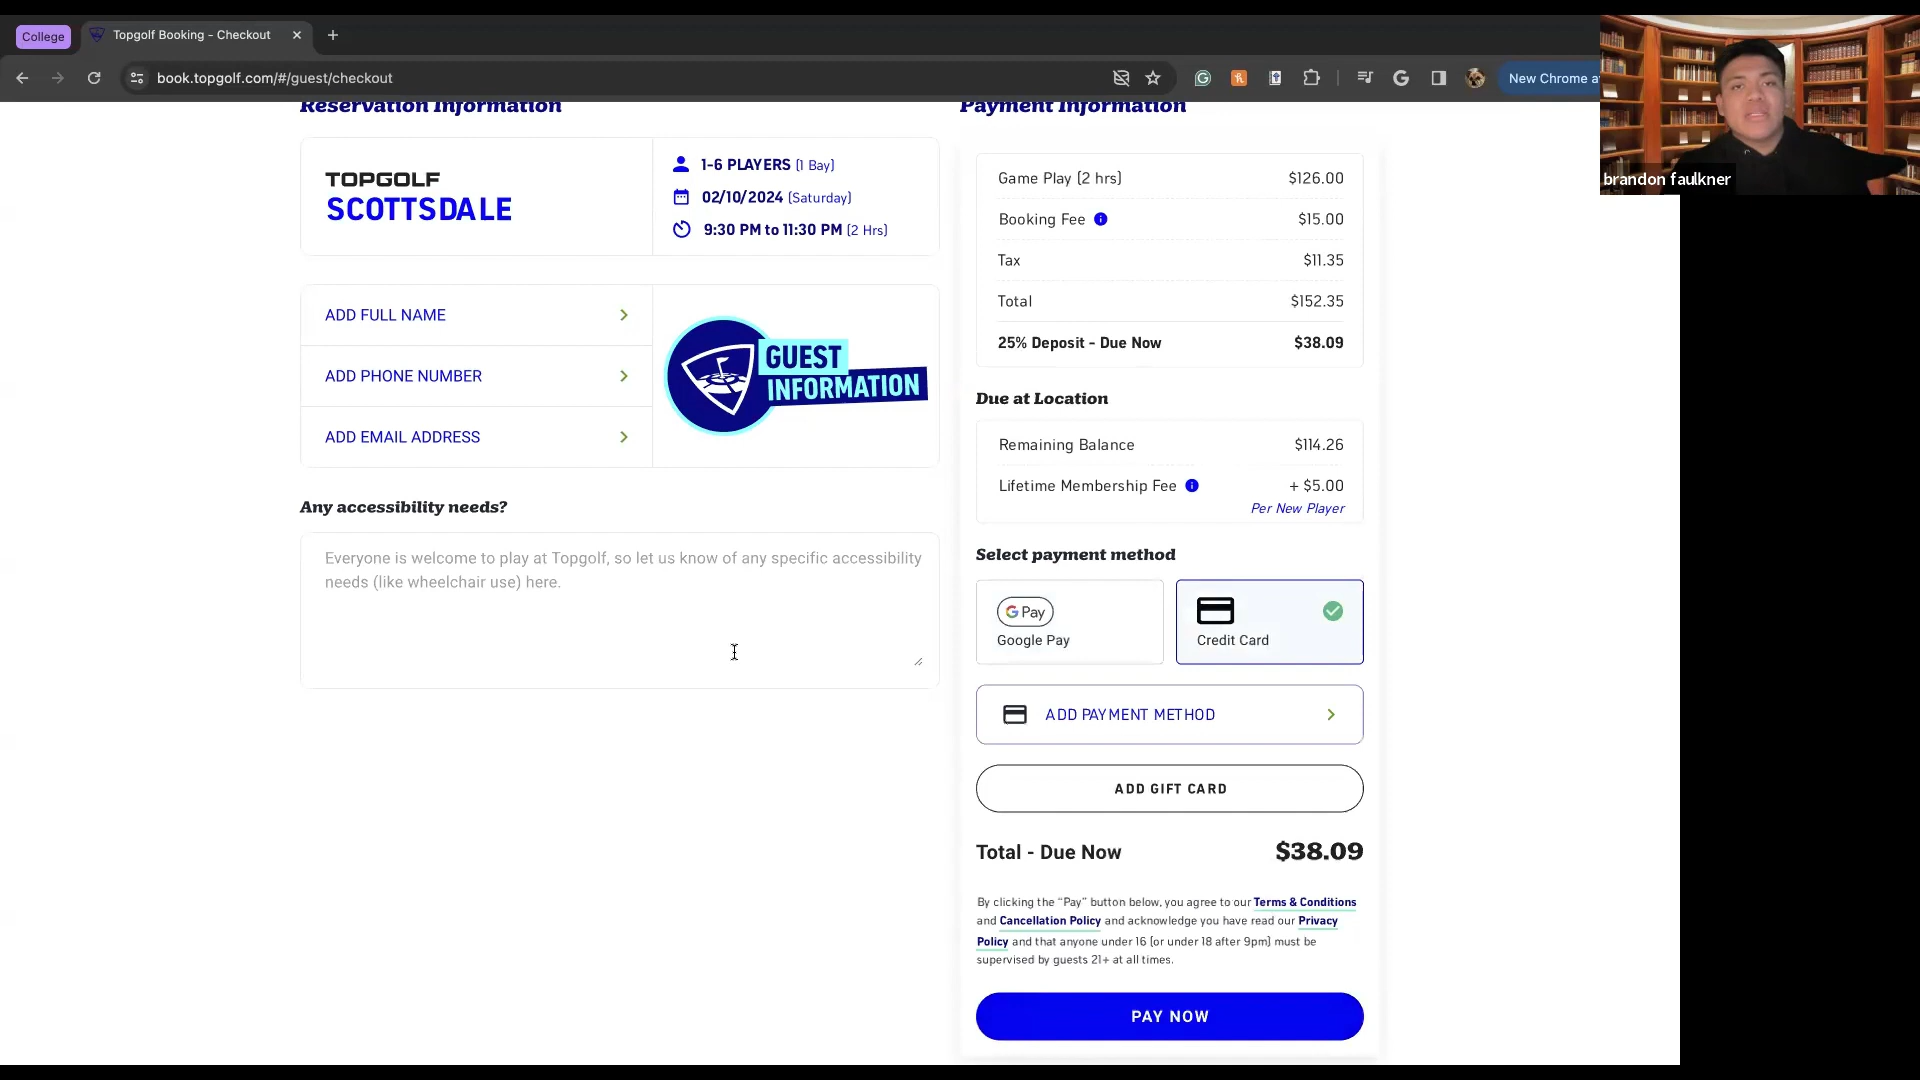 College
Topgolf Booking - Checkout
book.topgolf.com/#/guest/checkout
New Chrome a
brandon faulkner
Reservation Information
TOPGOLF
SCOTTSDALE
1-6 PLAYERS (1 Bay)
02/10/2024 (Saturday)
9:30 PM to 11:30 PM (2 Hrs)
ADD FULL NAME
ADD PHONE NUMBER
ADD EMAIL ADDRESS
GUEST
INFORMATION
Any accessibility needs?
Everyone is welcome to play at Topgolf, so let us know of any specific accessibility
needs (like wheelchair use) here.
Payment Information
Game Play (2 hrs) $126.00
Booking Fee $15.00
Tax $11.35
Total $152.35
25% Deposit - Due Now $38.09
Due at Location
Remaining Balance $114.26
Lifetime Membership Fee + $5.00
Per New Player
Select payment method
G Pay
Google Pay
Credit Card
ADD PAYMENT METHOD
ADD GIFT CARD
Total - Due Now $38.09
By clicking the “Pay” button below, you agree to our Terms & Conditions
and Cancellation Policy and acknowledge you have read our Privacy
Policy and that anyone under 16 (or under 18 after 9pm) must be
supervised by guests 21+ at all times.
PAY NOW